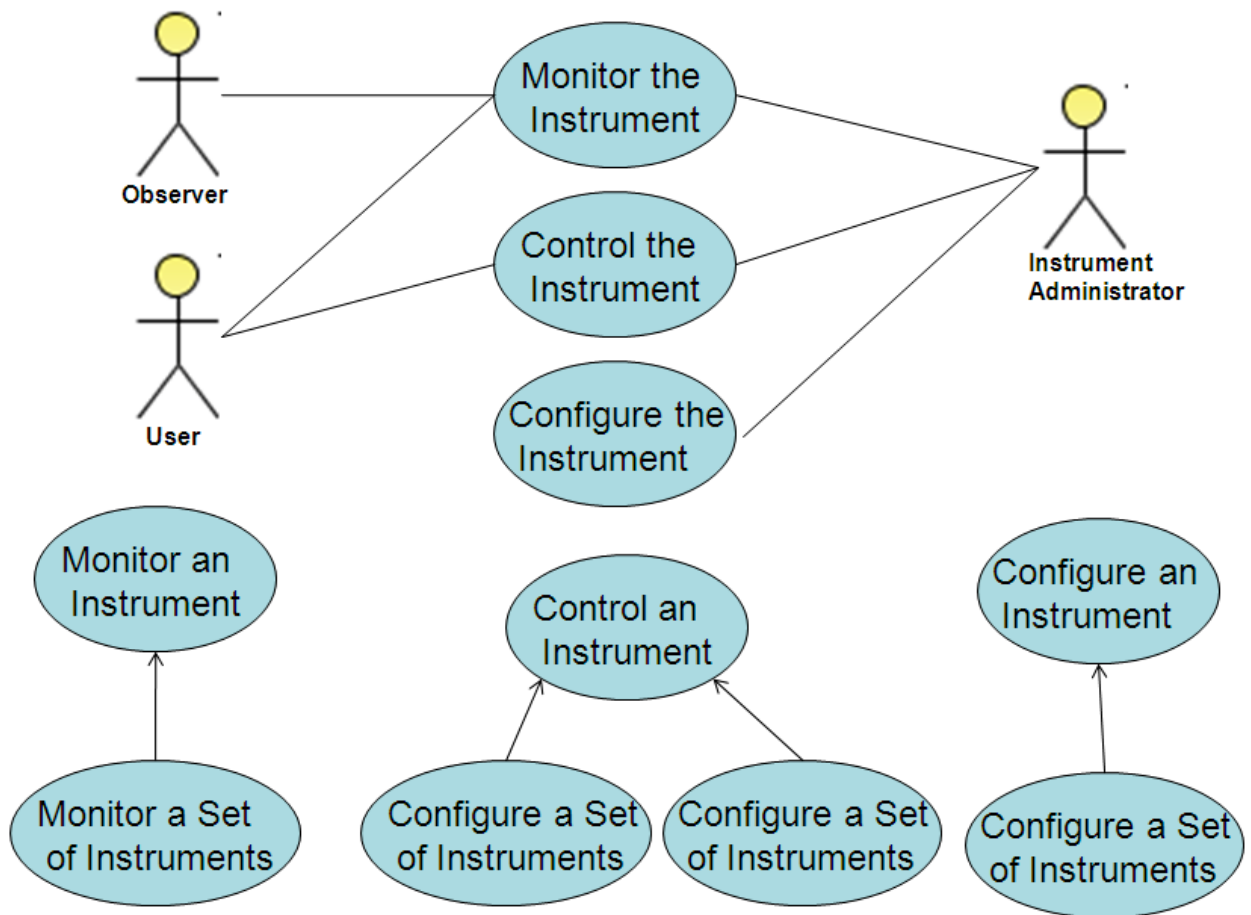 Monitor the
Instrument
Observer
Control the
Instrument
Instrument
Administrator
User
Configure the
Instrument
Monitor an
Instrument
Control an
Instrument
Configure an
Instrument
Monitor a Set
of Instruments
Configure a Set
of Instruments
Configure a Set
of Instruments
Configure a Set
of Instruments